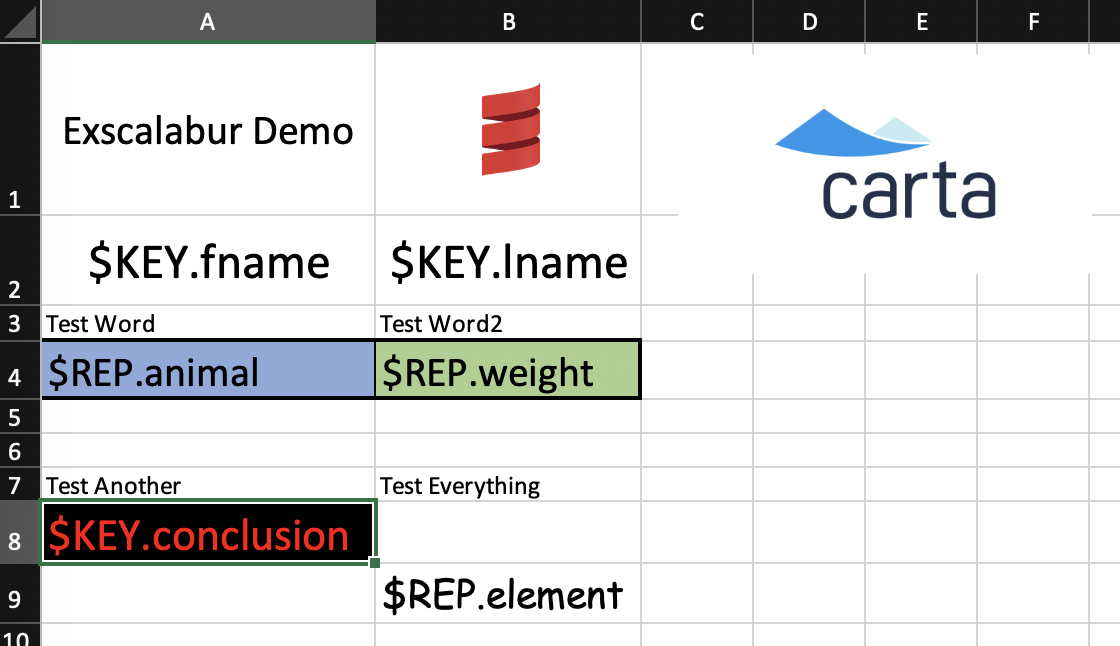 A B C D E F
1 Exscalabur Demo carta
2 $KEY.fname $KEY.lname
3 Test Word Test Word2
4 $REP.animal $REP.weight
5
6
7 Test Another Test Everything
8 $KEY.conclusion
9 $REP.element
10